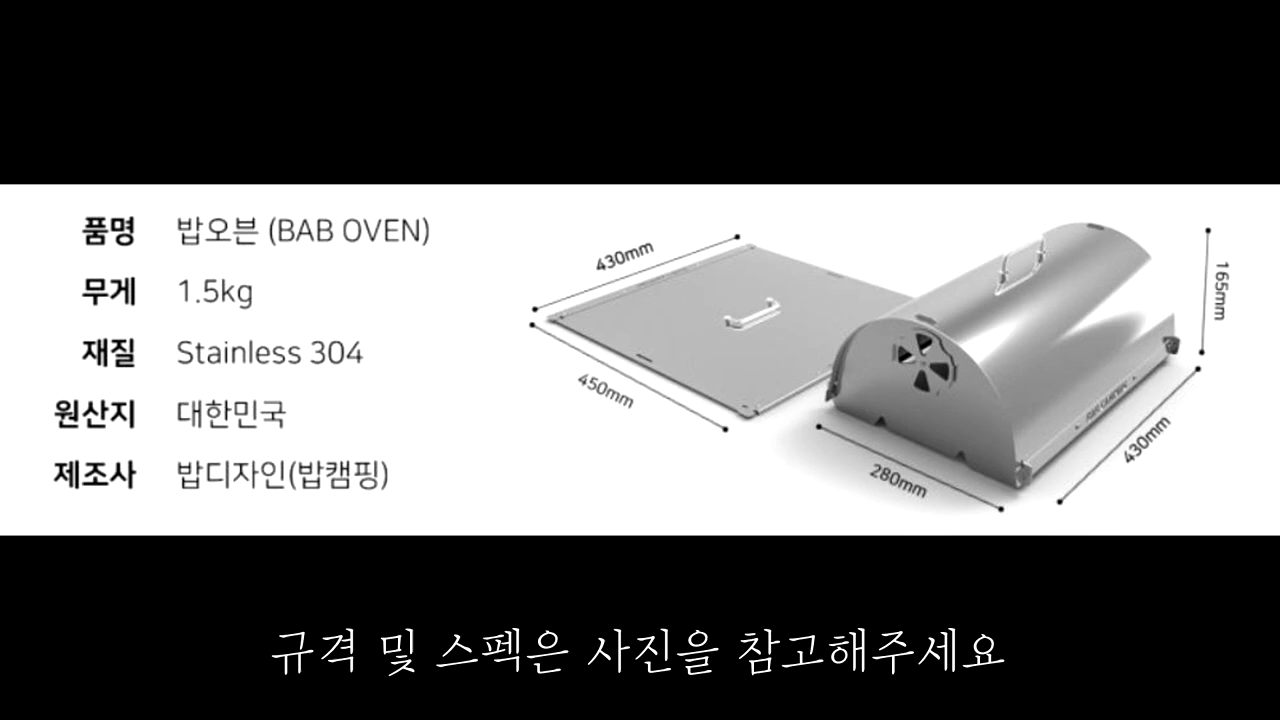 품명 밥오븐 (BAB OVEN)
무게 1.5kg
재질 Stainless 304
원산지 대한민국
제조사 밥디자인(밥캠핑)
430mm
450mm
165mm
280mm
430mm
규격 및 스펙은 사진을 참고해주세요